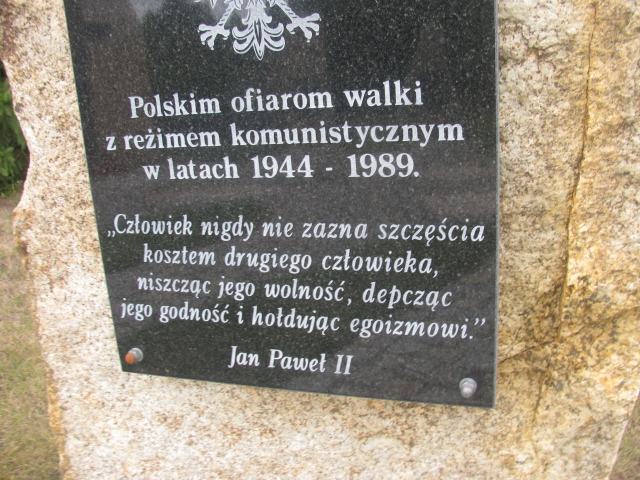 Polskim ofiarom walki
z reżimem komunistycznym
w latach 1944 - 1989.
„Człowiek nigdy nie zazna szczęścia
kosztem drugiego człowieka,
niszcząc jego wolność, depcząc
jego godność i hołdując egoizmowi.”
Jan Paweł II